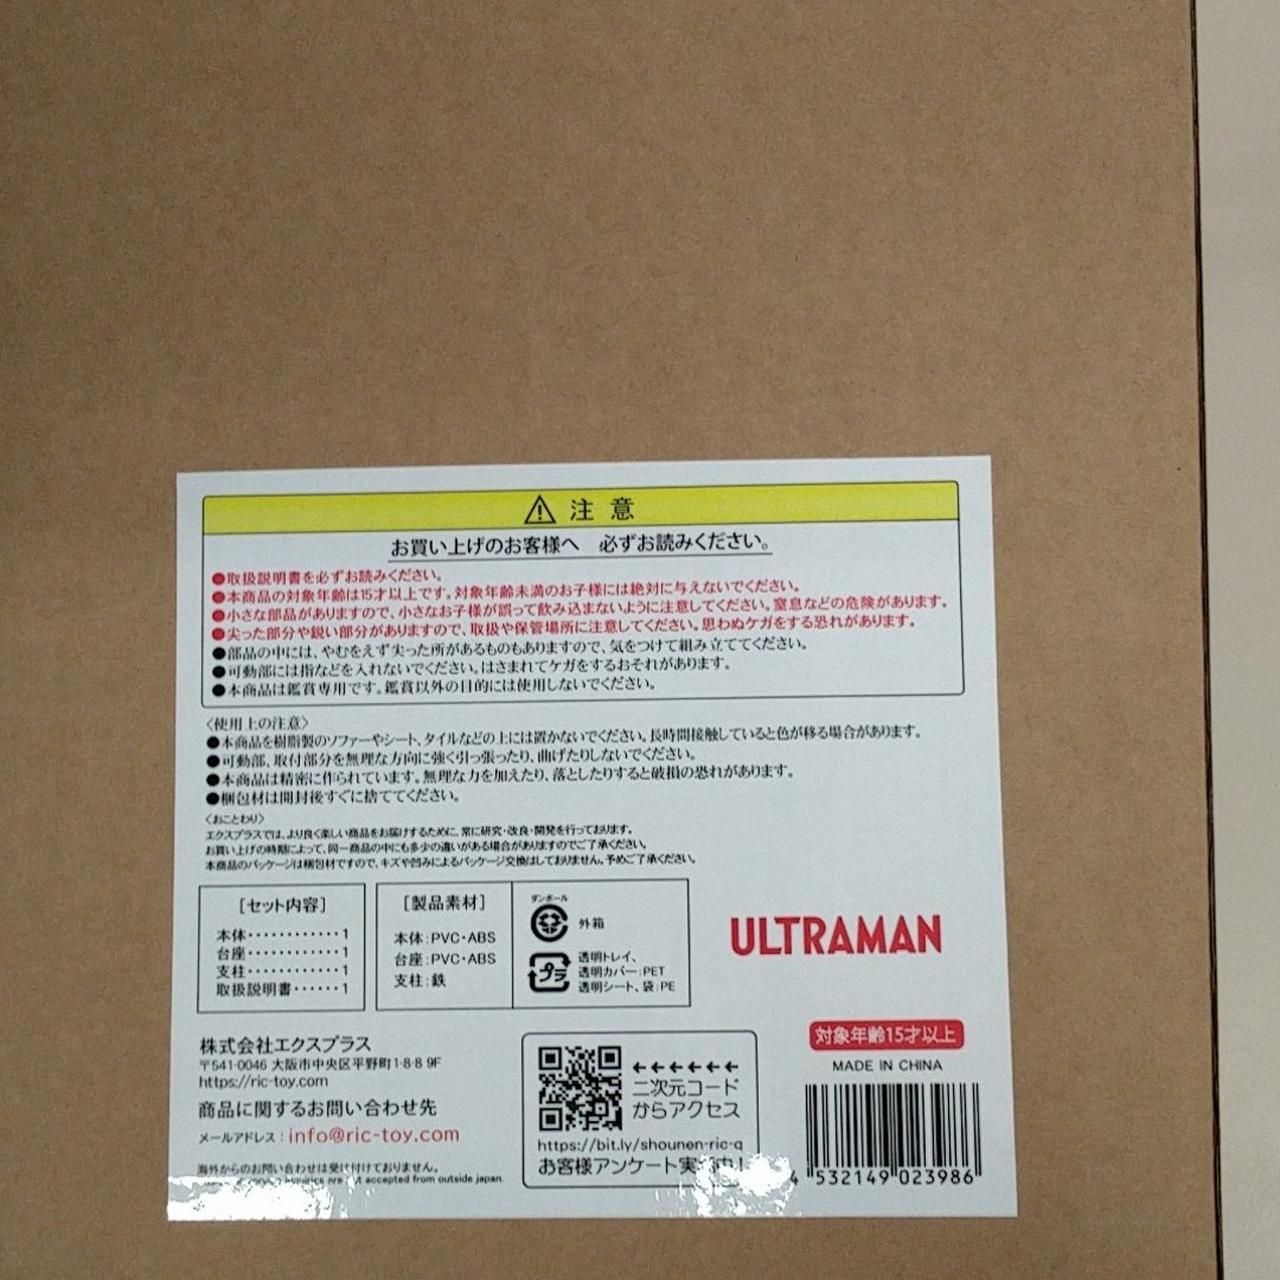 注意
お買い上げのお客様へ 必ずお読みください。
●取扱説明書を必ずお読みください。
●本商品の対象年齢は15才以上です。対象年齢未満のお子様には絶対に与えないでください。
●小さな部品がありますので、小さなお子様が誤って飲み込まないように注意してください。窒息などの危険があります。
●尖った部分や鋭い部分がありますので、取扱や保管場所に注意してください。思わぬケガをする恐れがあります。
●部品の中には、やむをえず尖った所があるものもありますので、気をつけて組み立ててください。
●可動部には指などを入れないでください。はさまれてケガをするおそれがあります。
●本商品は鑑賞専用です。鑑賞以外の目的には使用しないでください。
〈使用上の注意〉
●本商品を樹脂製のソファーやシート、タイルなどの上には置かないでください。長時間接触していると色が移る場合があります。
●可動部、取付部分を無理な方向に強く引っ張ったり、曲げたりしないでください。
●本商品は精密に作られています。無理な力を加えたり、落としたりすると破損の恐れがあります。
●梱包材は開封後すぐに捨ててください。
〈おことわり〉
エクスプラスでは、より良く楽しい商品をお届けするために、常に研究・改良・開発を行っております。
お買い上げの時期によって、同一商品の中にも多少の違いがある場合がありますのでご了承ください。
本商品のパッケージは梱包材ですので、キズや凹みによるパッケージ交換はしておりません。予めご了承ください。
[セット内容]
本体・・・・・・・・・・・・1
台座・・・・・・・・・・・・1
支柱・・・・・・・・・・・・1
取扱説明書・・・・・・1
[製品素材]
本体:PVC・ABS
台座:PVC・ABS
支柱:鉄
ダンボール
外箱
プラ
透明トレイ、
透明カバー:PET
透明シート、袋:PE
ULTRAMAN
株式会社エクスプラス
〒541-0046 大阪市中央区平野町1-8-8 9F
https://ric-toy.com
商品に関するお問い合わせ先
メールアドレス:info@ric-toy.com
海外からのお問い合わせは受け付けておりません。
are not accepted from outside japan.
←←←←←←
二次元コード
からアクセス
https://bit.ly/shounen-ric-q
お客様アンケート実施中!
対象年齢15才以上
MADE IN CHINA
4 532149 023986